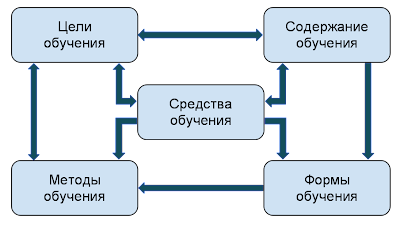 Цели
обучения
Содержание
обучения
Средства
обучения
Методы
обучения
Формы
обучения